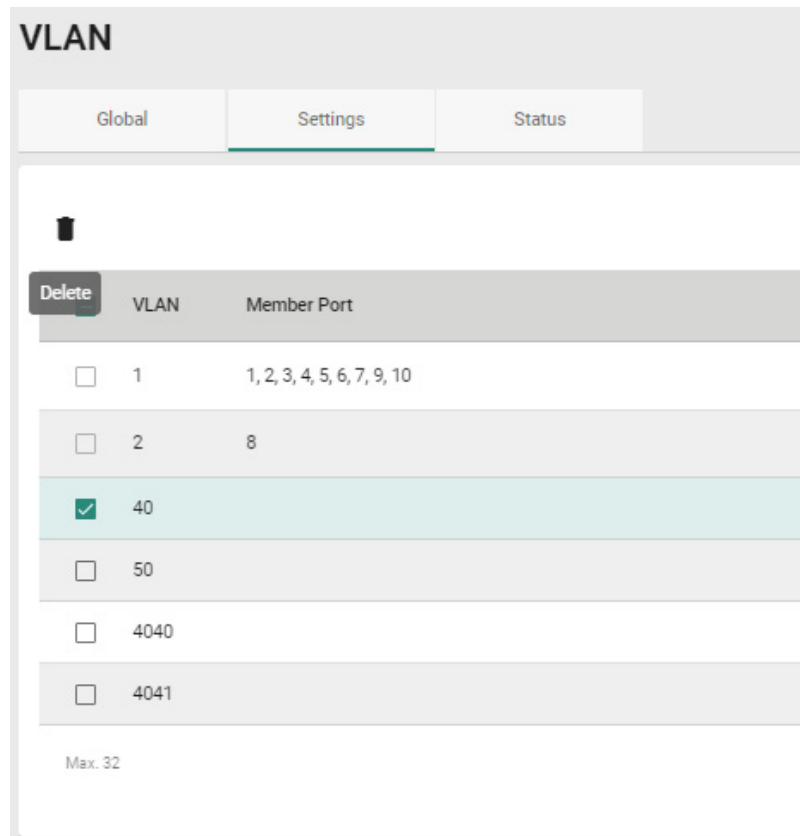 VLAN
Global Settings Status
Delete VLAN Member Port
1 1, 2, 3, 4, 5, 6, 7, 9, 10
2 8
40
50
4040
4041
Max. 32